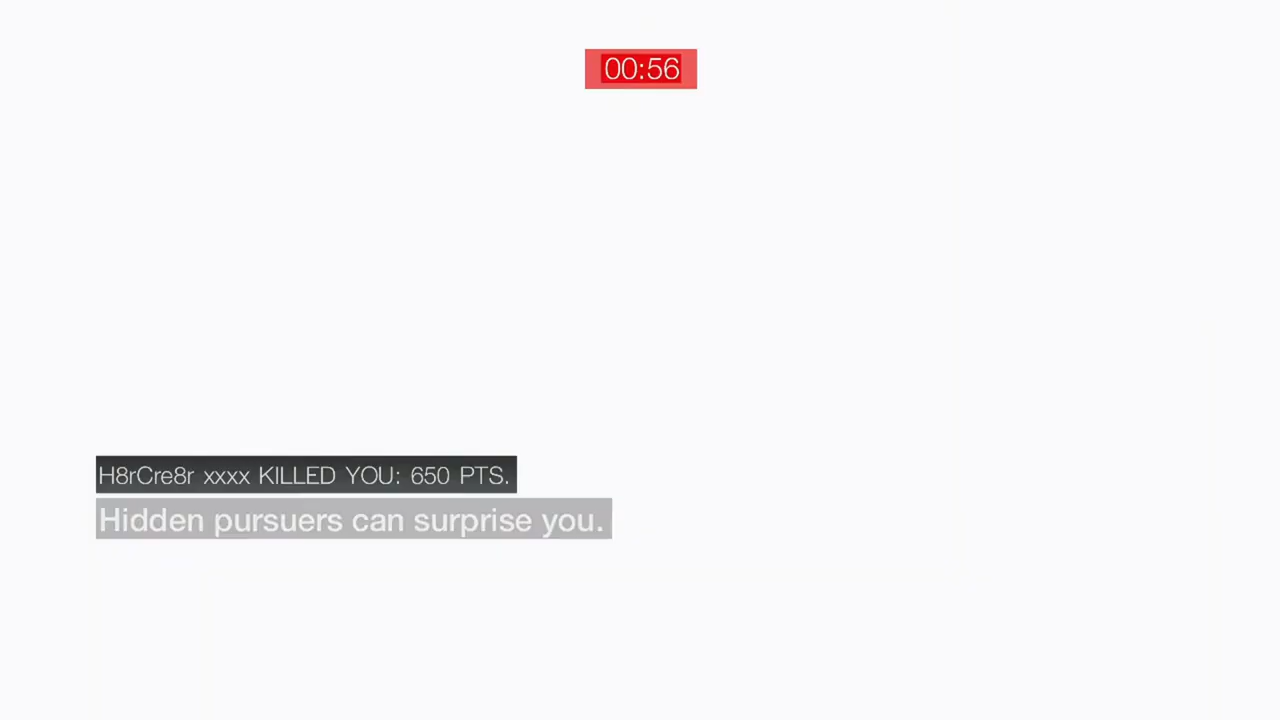 00:56
H8rCre8r xxxx KILLED YOU: 650 PTS.
Hidden pursuers can surprise you.